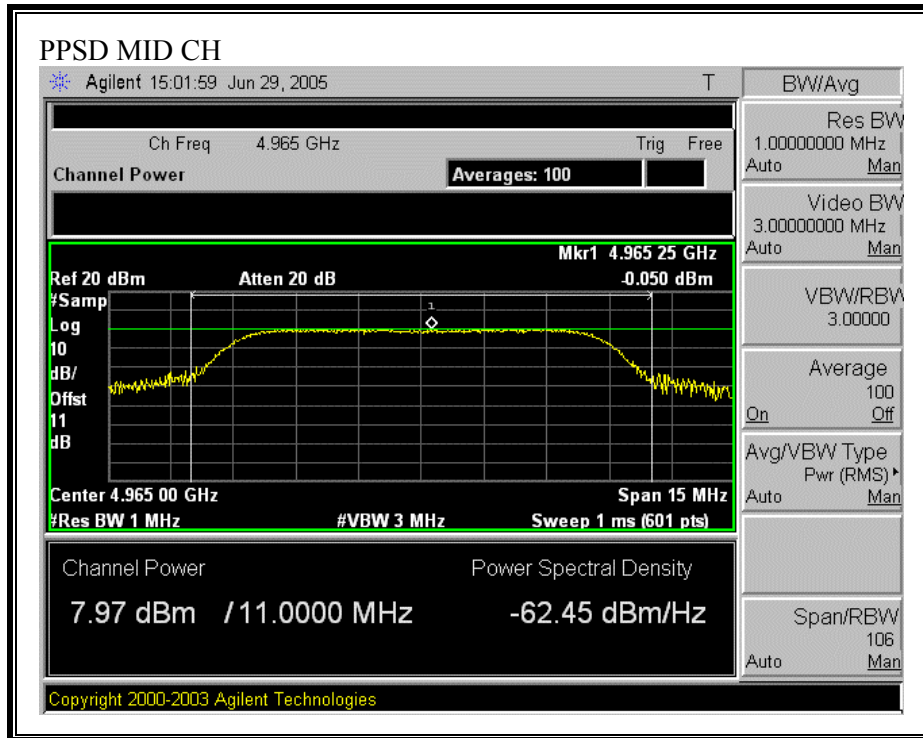 PPSD MID CH
Agilent 15:01:59 Jun 29, 2005 T
Ch Freq 4.965 GHz Trig Free
Channel Power Averages: 100
Mkr1 4.965 25 GHz
Ref 20 dBm Atten 20 dB -0.050 dBm
#Samp
Log
10
dB/
Offst
11
dB
1
Center 4.965 00 GHz Span 15 MHz
#Res BW 1 MHz #VBW 3 MHz Sweep 1 ms (601 pts)
Channel Power Power Spectral Density
7.97 dBm /11.0000 MHz -62.45 dBm/Hz
Copyright 2000-2003 Agilent Technologies
BW/Avg
Res BW
1.00000000 MHz
Auto Man
Video BW
3.00000000 MHz
Auto Man
VBW/RBW
3.00000
Average
100
On Off
Avg/VBW Type
Pwr (RMS)
Auto Man
Span/RBW
106
Auto Man